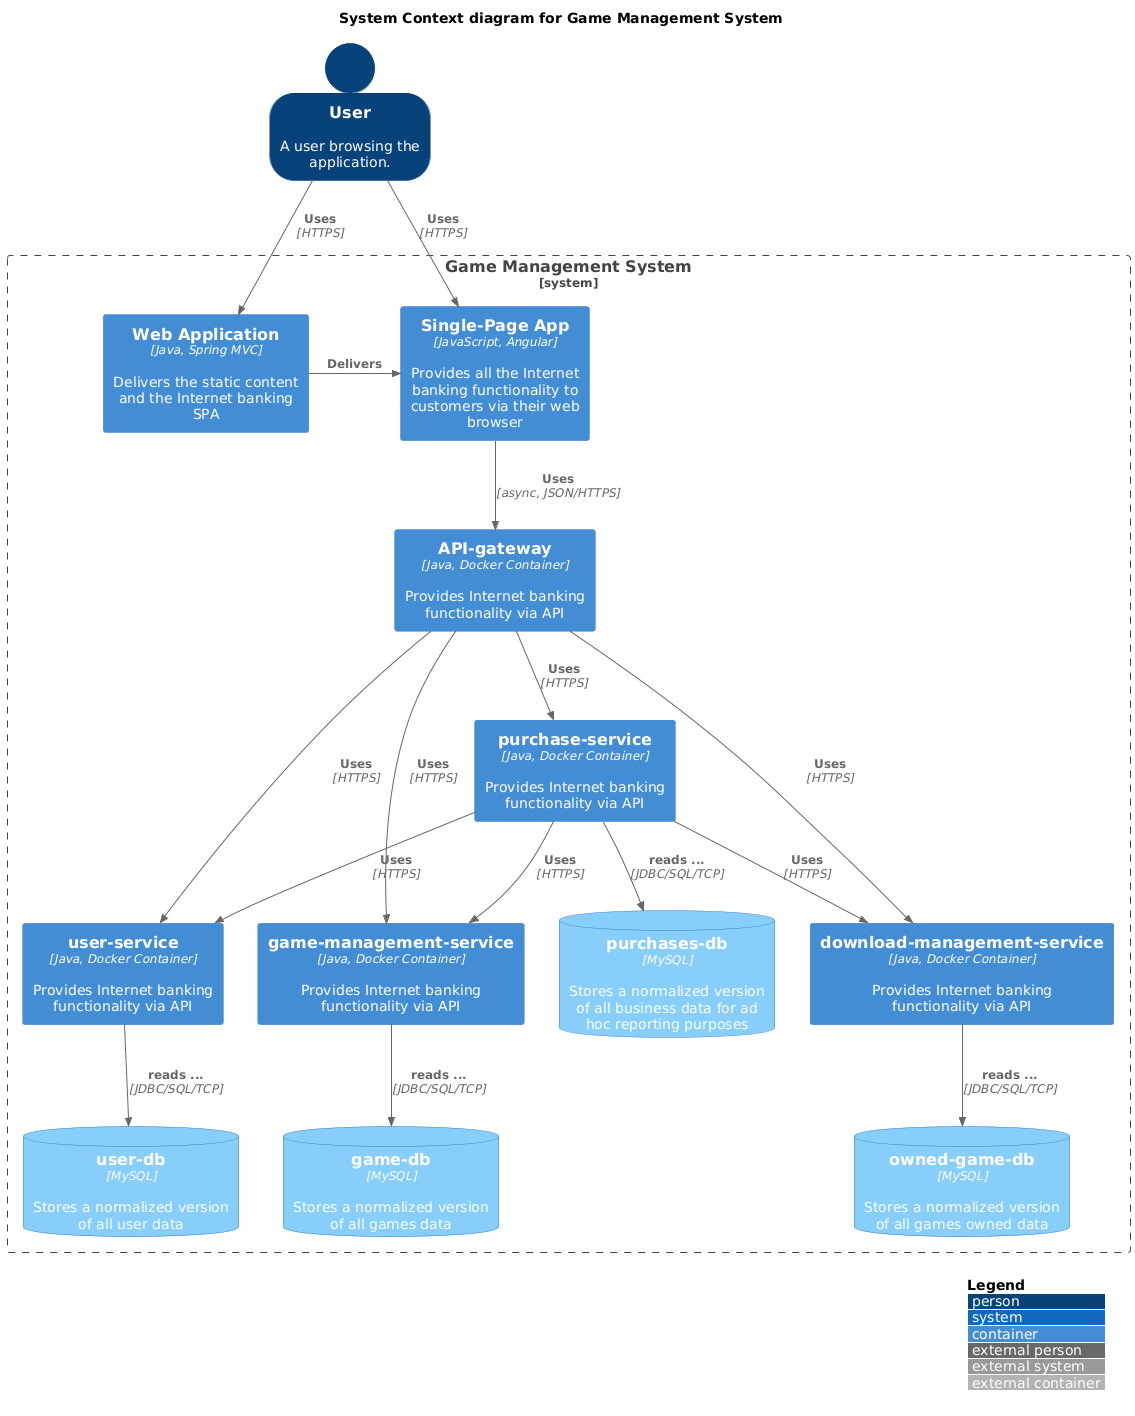 System Context diagram for Game Management System
User
A user browsing the
application.
Uses
[HTTPS]
Uses
[HTTPS]
Game Management System
[system]
Web Application
[Java, Spring MVC]
Delivers the static content
and the Internet banking
SPA
Delivers
Single-Page App
[JavaScript, Angular]
Provides all the Internet
banking functionality to
customers via their web
browser
Uses
[async, JSON/HTTPS]
API-gateway
[Java, Docker Container]
Provides Internet banking
functionality via API
Uses
[HTTPS]
purchase-service
[Java, Docker Container]
Provides Internet banking
functionality via API
Uses
[HTTPS]
Uses
[HTTPS]
Uses
[HTTPS]
Uses
[HTTPS]
Uses
[HTTPS]
reads ...
[JDBC/SQL/TCP]
Uses
[HTTPS]
user-service
[Java, Docker Container]
Provides Internet banking
functionality via API
game-management-service
[Java, Docker Container]
Provides Internet banking
functionality via API
purchases-db
[MySQL]
Stores a normalized version
of all business data for ad
hoc reporting purposes
download-management-service
[Java, Docker Container]
Provides Internet banking
functionality via API
reads ...
[JDBC/SQL/TCP]
reads ...
[JDBC/SQL/TCP]
reads ...
[JDBC/SQL/TCP]
user-db
[MySQL]
Stores a normalized version
of all user data
game-db
[MySQL]
Stores a normalized version
of all games data
owned-game-db
[MySQL]
Stores a normalized version
of all games owned data
Legend
person
system
container
external person
external system
external container